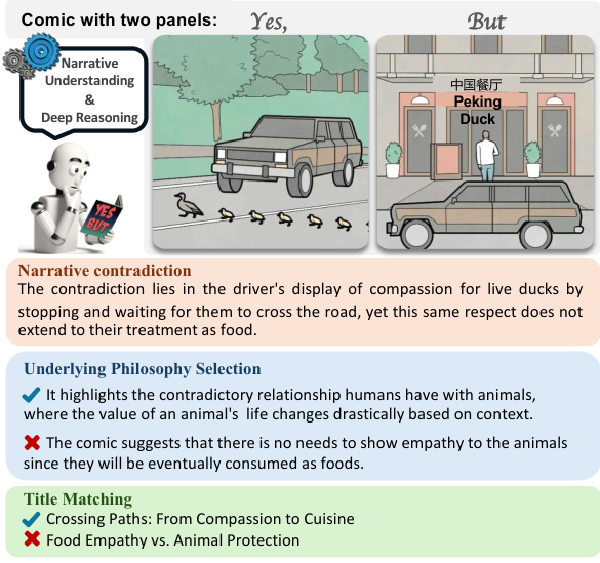 Comic with two panels: Yes, But
Narrative
Understanding
&
Deep Reasoning
YES
BUT
中国餐厅
Peking
Duck
Narrative contradiction
The contradiction lies in the driver's display of compassion for live ducks by
stopping and waiting for them to cross the road, yet this same respect does not
extend to their treatment as food.
Underlying Philosophy Selection
It highlights the contradictory relationship humans have with animals,
where the value of an animal's life changes drastically based on context.
The comic suggests that there is no needs to show empathy to the animals
since they will be eventually consumed as foods.
Title Matching
Crossing Paths: From Compassion to Cuisine
Food Empathy vs. Animal Protection